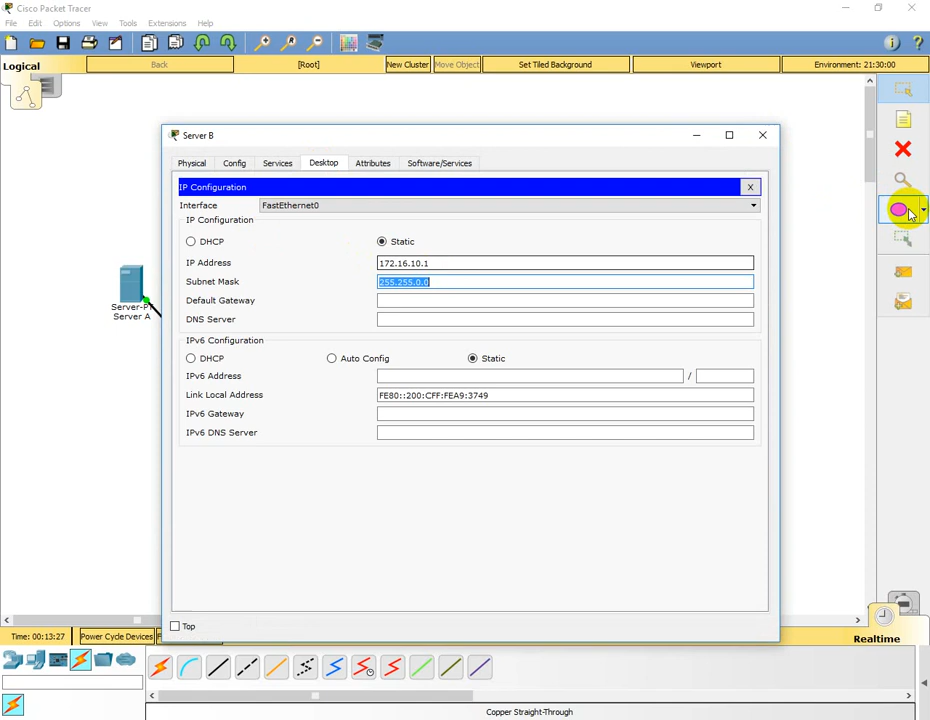 Cisco Packet Tracer
File Edit Options View Tools Extensions Help
Logical
Back
[Root]
New Cluster
Move Object
Set Tiled Background
Viewport
Environment: 21:30:00
Server B
Physical Config Services Desktop Attributes Software/Services
IP Configuration
X
Interface
FastEthernet0
IP Configuration
DHCP
Static
IP Address
172.16.10.1
Subnet Mask
255.255.0.0
Default Gateway
DNS Server
IPv6 Configuration
DHCP
Auto Config
Static
IPv6 Address
/
Link Local Address
FE80::200:CFF:FEA9:3749
IPv6 Gateway
IPv6 DNS Server
Server-PT
Server A
Top
Time: 00:13:27
Power Cycle Devices
Realtime
Copper Straight-Through